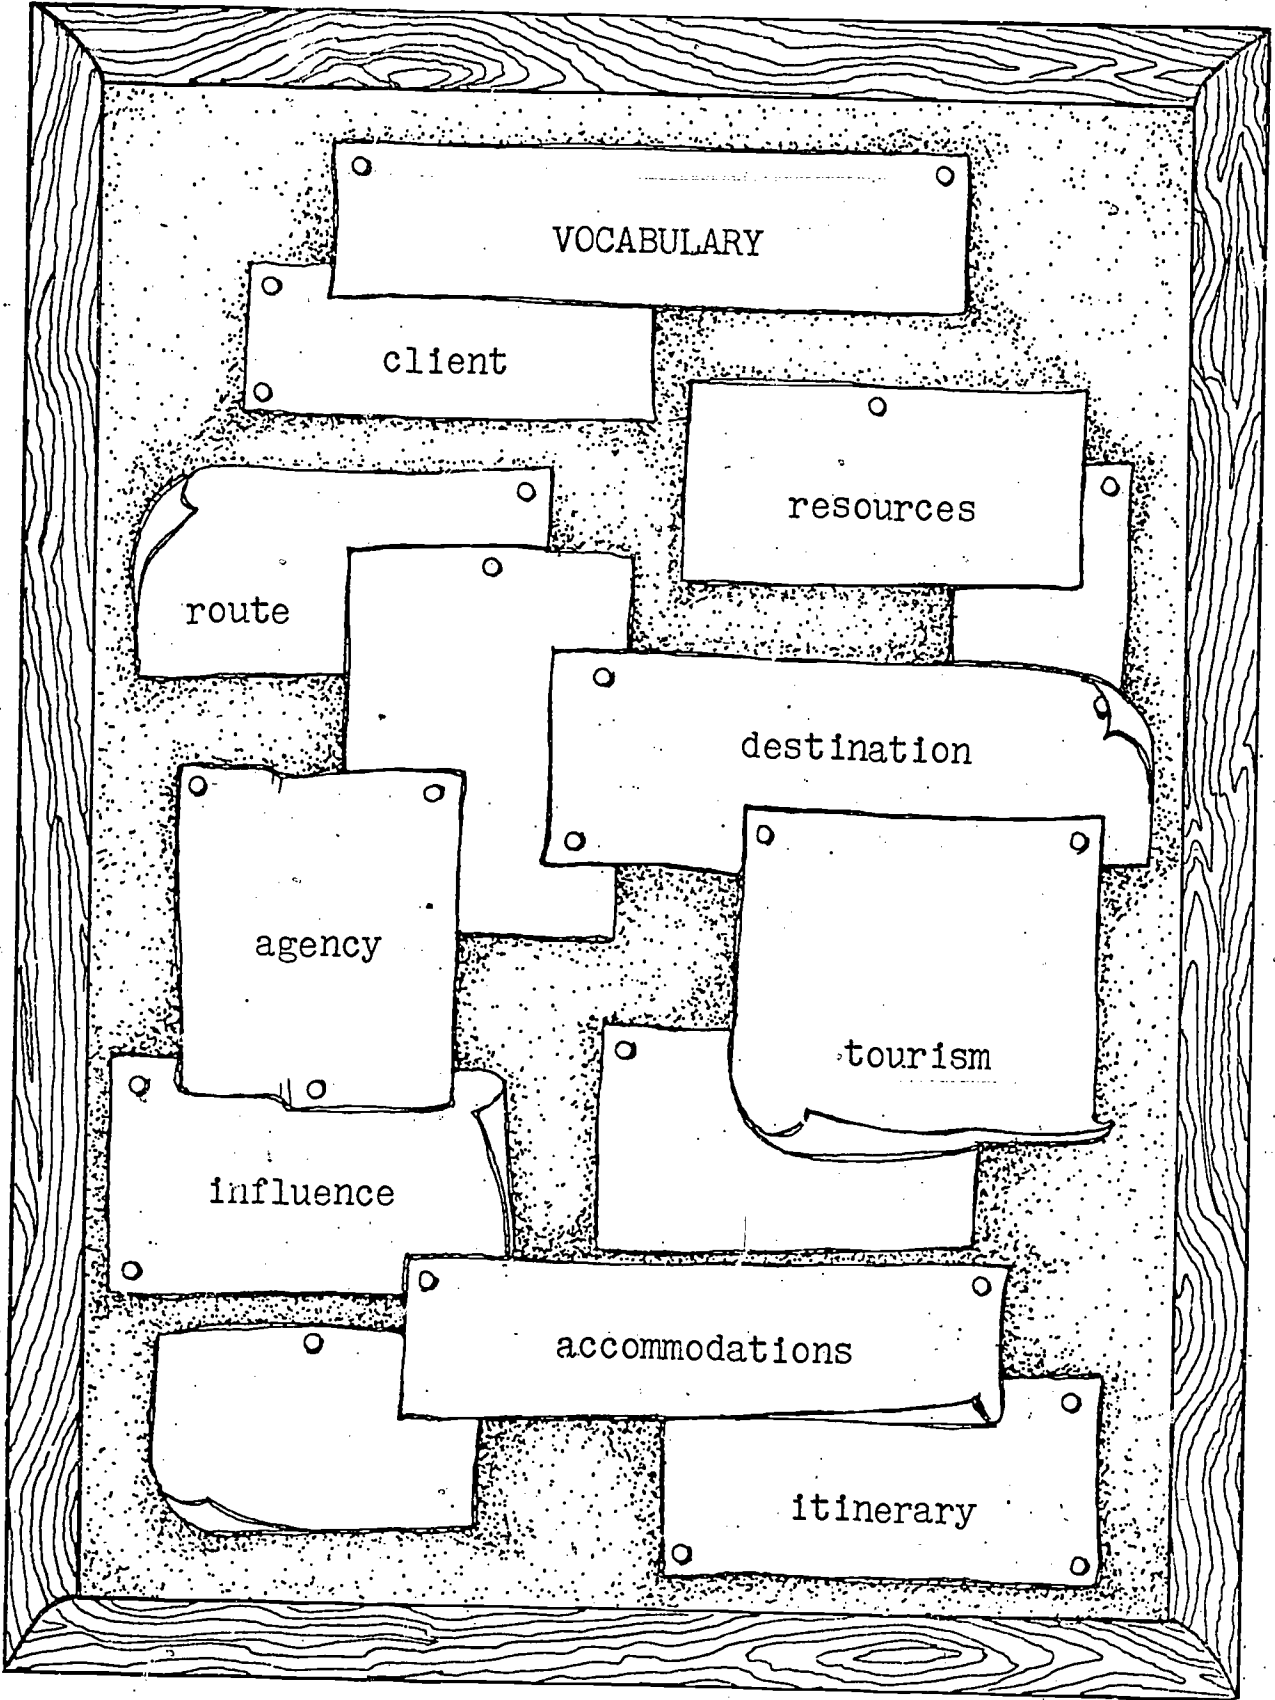 VOCABULARY
client
resources
route
destination
agency
tourism
influence
accommodations
itinerary